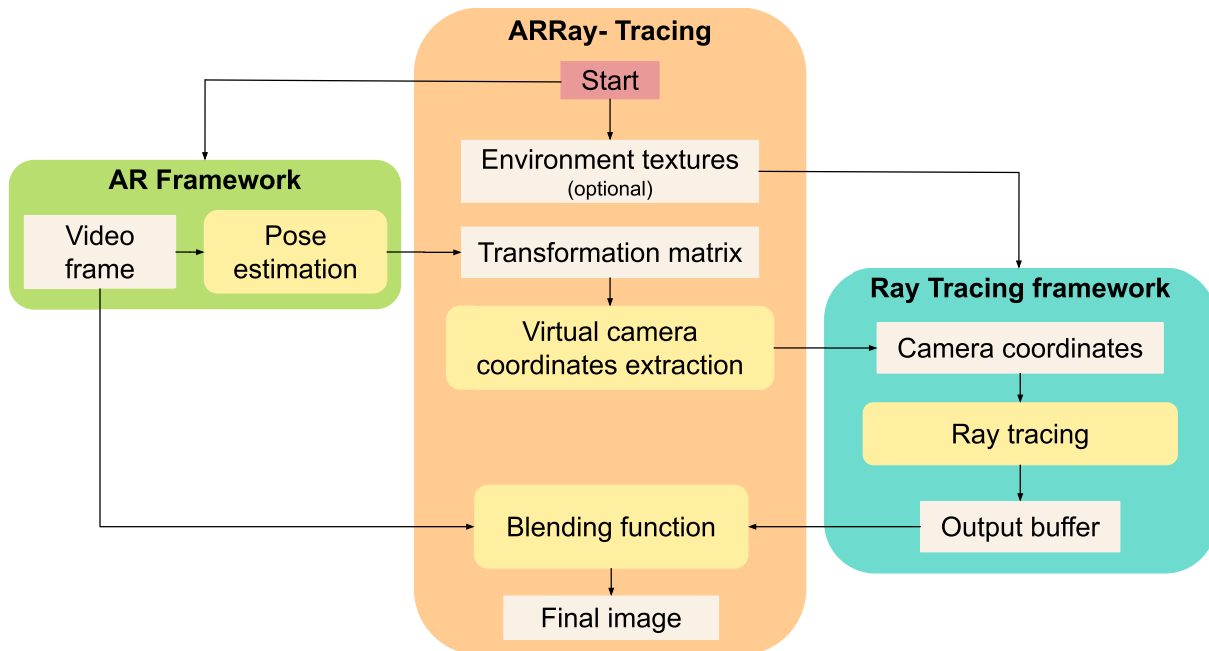 ARRay- Tracing
Start
Environment textures
(optional)
AR Framework
Video
frame
Pose
estimation
Transformation matrix
Virtual camera
coordinates extraction
Ray Tracing framework
Camera coordinates
Ray tracing
Output buffer
Blending function
Final image